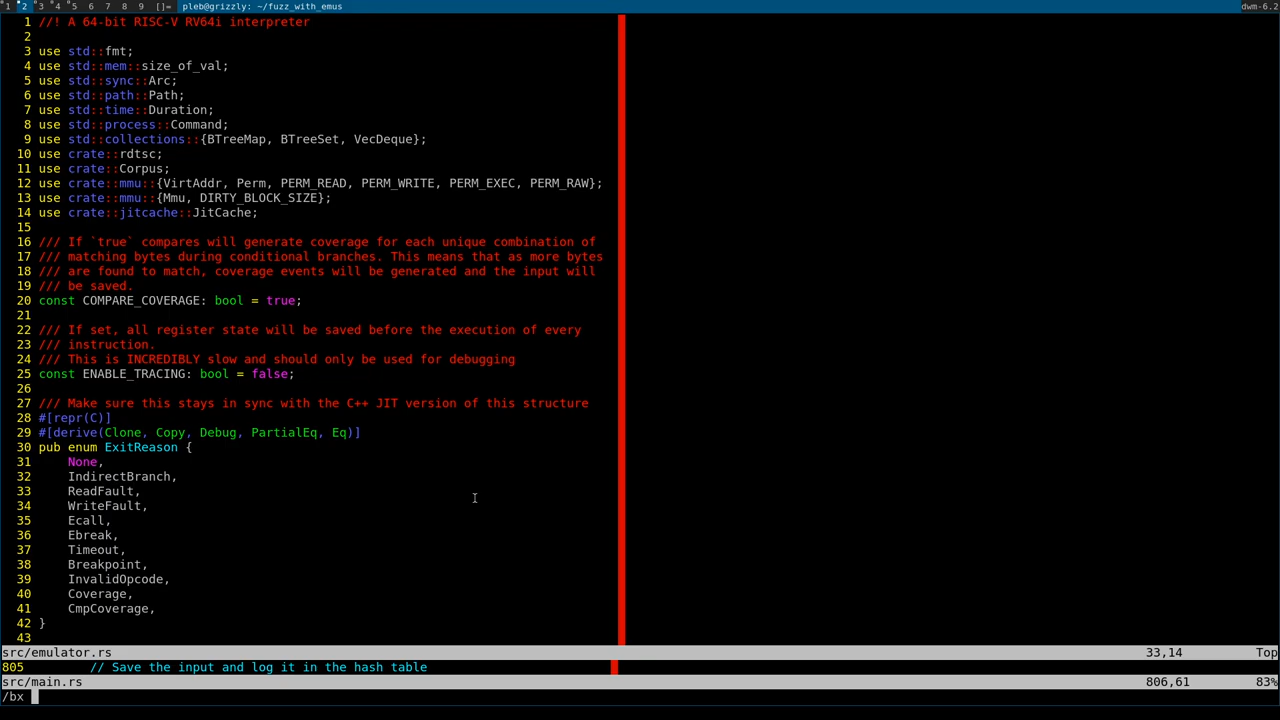 1 2 3 4 5 6 7 8 9 []= pleb@grizzly: ~/fuzz_with_emus dwm-6.2
1 //! A 64-bit RISC-V RV64i interpreter
2
3 use std::fmt;
4 use std::mem::size_of_val;
5 use std::sync::Arc;
6 use std::path::Path;
7 use std::time::Duration;
8 use std::process::Command;
9 use std::collections::{BTreeMap, BTreeSet, VecDeque};
10 use crate::rdtsc;
11 use crate::Corpus;
12 use crate::mmu::{VirtAddr, Perm, PERM_READ, PERM_WRITE, PERM_EXEC, PERM_RAW};
13 use crate::mmu::{Mmu, DIRTY_BLOCK_SIZE};
14 use crate::jitcache::JitCache;
15
16 /// If `true` compares will generate coverage for each unique combination of
17 /// matching bytes during conditional branches. This means that as more bytes
18 /// are found to match, coverage events will be generated and the input will
19 /// be saved.
20 const COMPARE_COVERAGE: bool = true;
21
22 /// If set, all register state will be saved before the execution of every
23 /// instruction.
24 /// This is INCREDIBLY slow and should only be used for debugging
25 const ENABLE_TRACING: bool = false;
26
27 /// Make sure this stays in sync with the C++ JIT version of this structure
28 #[repr(C)]
29 #[derive(Clone, Copy, Debug, PartialEq, Eq)]
30 pub enum ExitReason {
31     None,
32     IndirectBranch,
33     ReadFault,
34     WriteFault,
35     Ecall,
36     Ebreak,
37     Timeout,
38     Breakpoint,
39     InvalidOpcode,
40     Coverage,
41     CmpCoverage,
42 }
43
src/emulator.rs 33,14 Top
805 // Save the input and log it in the hash table
src/main.rs 806,61 83%
/bx